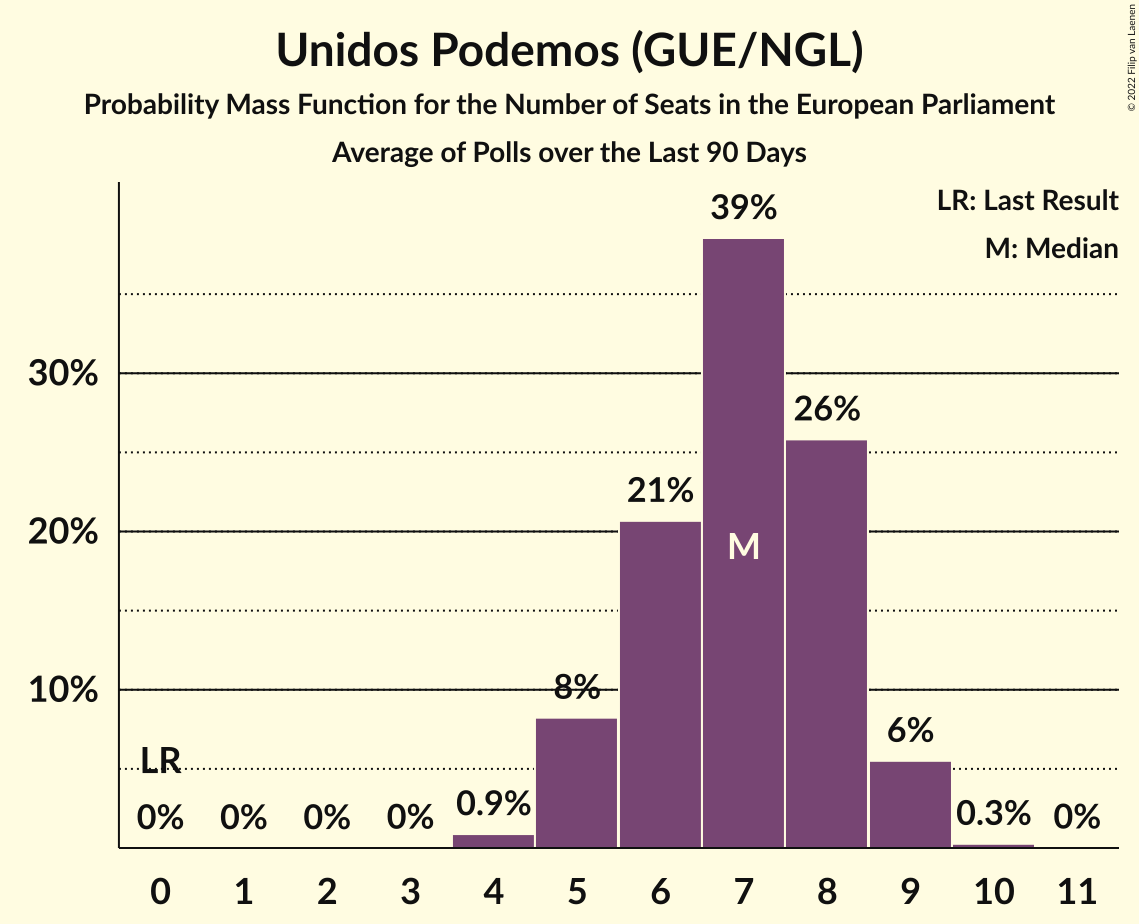 Unidos Podemos (GUE/NGL)
Probability Mass Function for the Number of Seats in the European Parliament
Average of Polls over the Last 90 Days
© 2022 Filip van Laenen
LR: Last Result
M: Median
39%
30%
26%
21%
20%
M
10%
8%
6%
LR
0%
0%
0%
0%
0.9%
0.3%
0%
0 1 2 3 4 5 6 7 8 9 10 11